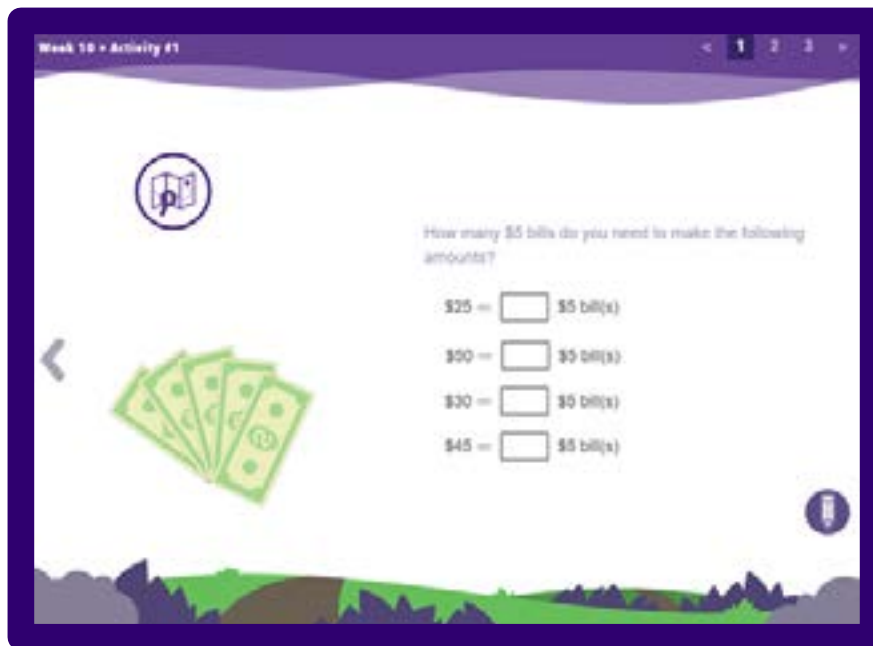 Week 10 • Activity #1
< 1 2 3 »
How many $5 bills do you need to make the following
amounts?
$25 = $5 bill(s)
$50 = $5 bill(s)
$30 = $5 bill(s)
$45 = $5 bill(s)